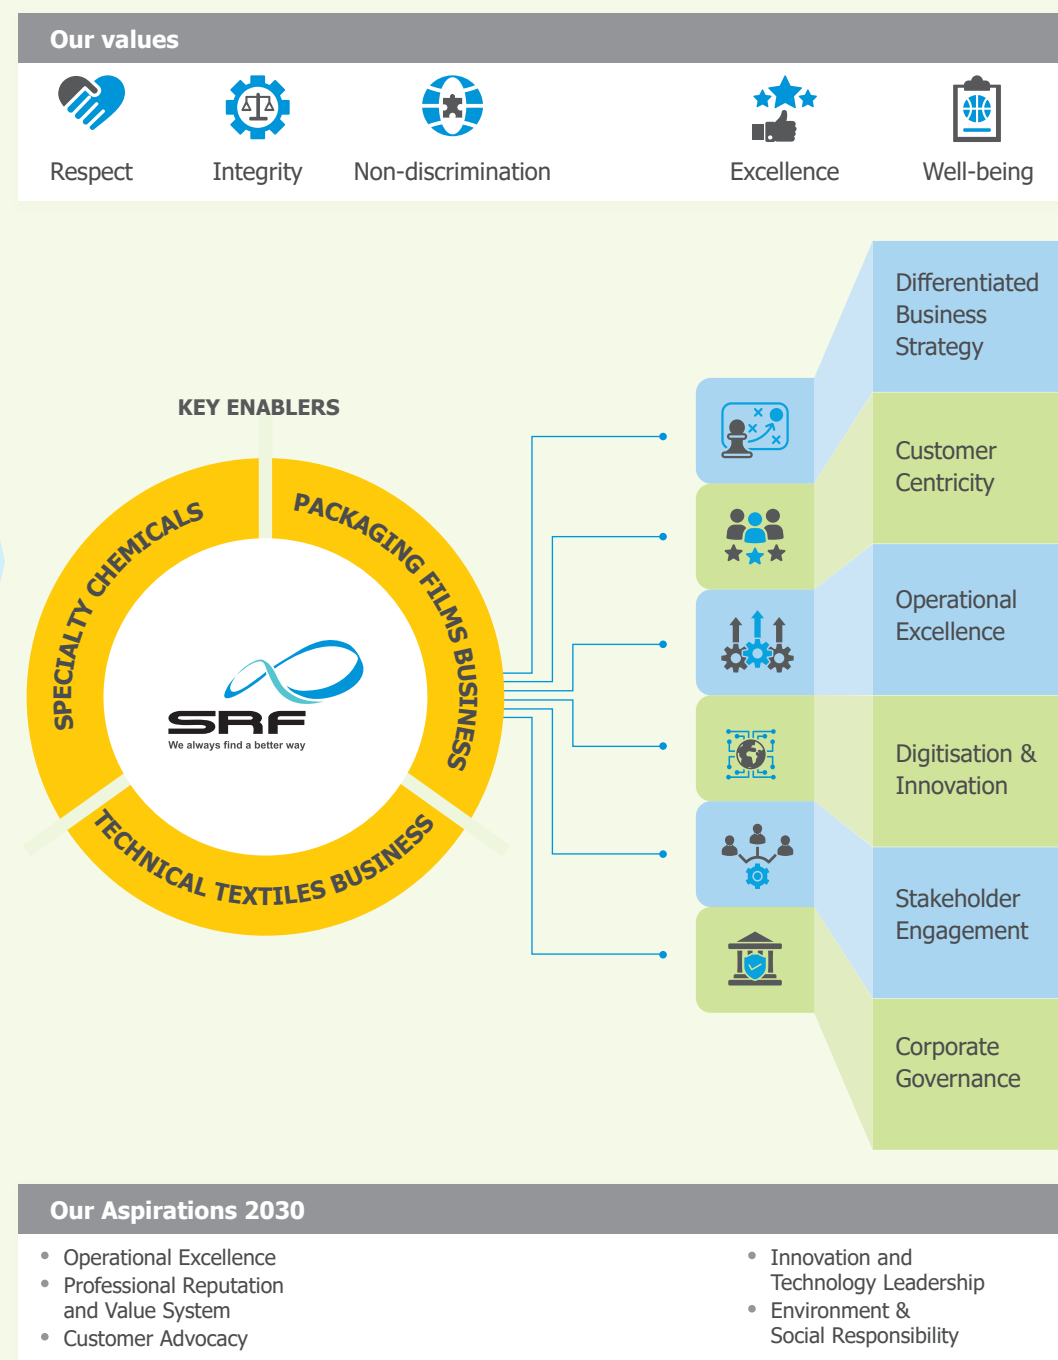 Our values
Respect
Integrity
Non-discrimination
Excellence
Well-being
KEY ENABLERS
SPECIALTY CHEMICALS
PACKAGING FILMS BUSINESS
TECHNICAL TEXTILES BUSINESS
SRF
We always find a better way
Differentiated
Business
Strategy
Customer
Centricity
Operational
Excellence
Digitisation &
Innovation
Stakeholder
Engagement
Corporate
Governance
Our Aspirations 2030
• Operational Excellence
• Professional Reputation
and Value System
• Customer Advocacy
• Innovation and
Technology Leadership
• Environment &
Social Responsibility